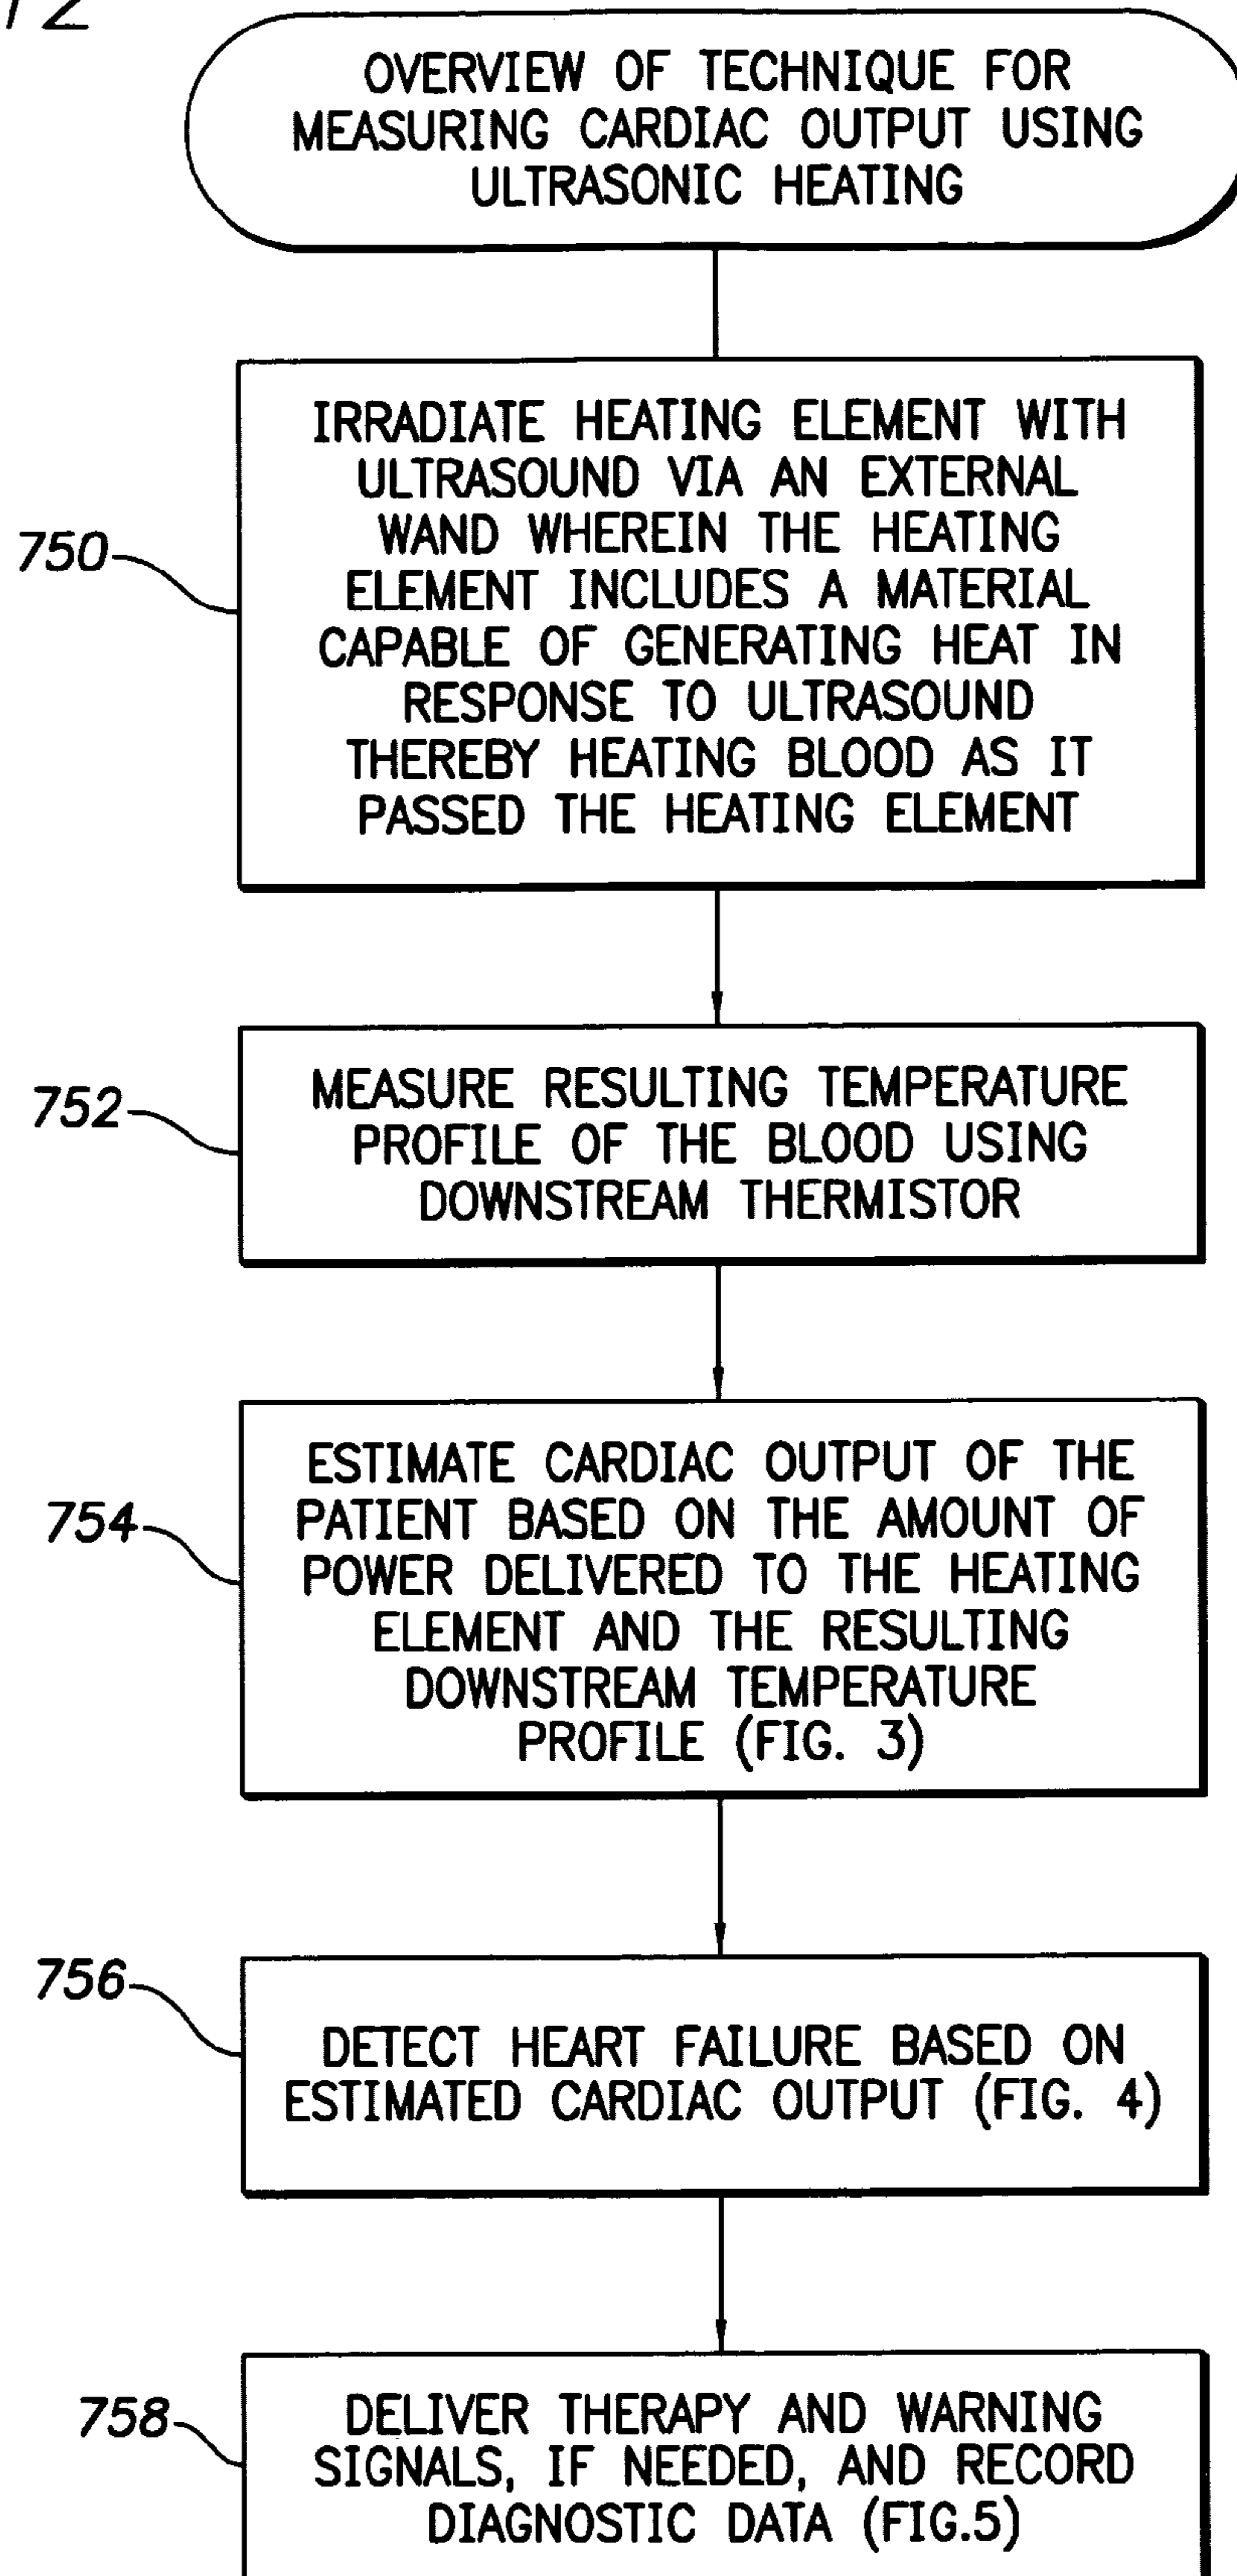 12
OVERVIEW OF TECHNIQUE FOR
MEASURING CARDIAC OUTPUT USING
ULTRASONIC HEATING
750
IRRADIATE HEATING ELEMENT WITH
ULTRASOUND VIA AN EXTERNAL
WAND WHEREIN THE HEATING
ELEMENT INCLUDES A MATERIAL
CAPABLE OF GENERATING HEAT IN
RESPONSE TO ULTRASOUND
THEREBY HEATING BLOOD AS IT
PASSED THE HEATING ELEMENT
752
MEASURE RESULTING TEMPERATURE
PROFILE OF THE BLOOD USING
DOWNSTREAM THERMISTOR
754
ESTIMATE CARDIAC OUTPUT OF THE
PATIENT BASED ON THE AMOUNT OF
POWER DELIVERED TO THE HEATING
ELEMENT AND THE RESULTING
DOWNSTREAM TEMPERATURE
PROFILE (FIG. 3)
756
DETECT HEART FAILURE BASED ON
ESTIMATED CARDIAC OUTPUT (FIG. 4)
758
DELIVER THERAPY AND WARNING
SIGNALS, IF NEEDED, AND RECORD
DIAGNOSTIC DATA (FIG.5)